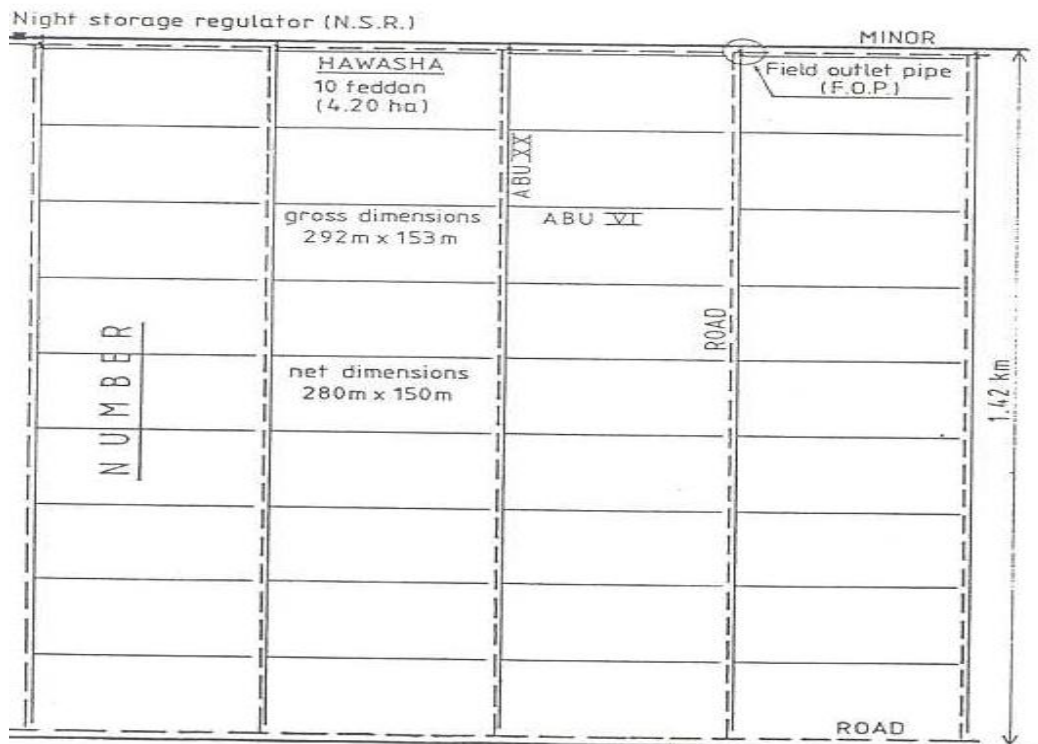 Night storage regulator (N.S.R.)
MINOR
HAWASHA
10 feddan
(4.20 ha)
Field outlet pipe
(F.O.P.)
ABU XX
gross dimensions
292m x 153m
ABU VI
ROAD
NUMBER
net dimensions
280m x 150m
1.42 km
ROAD